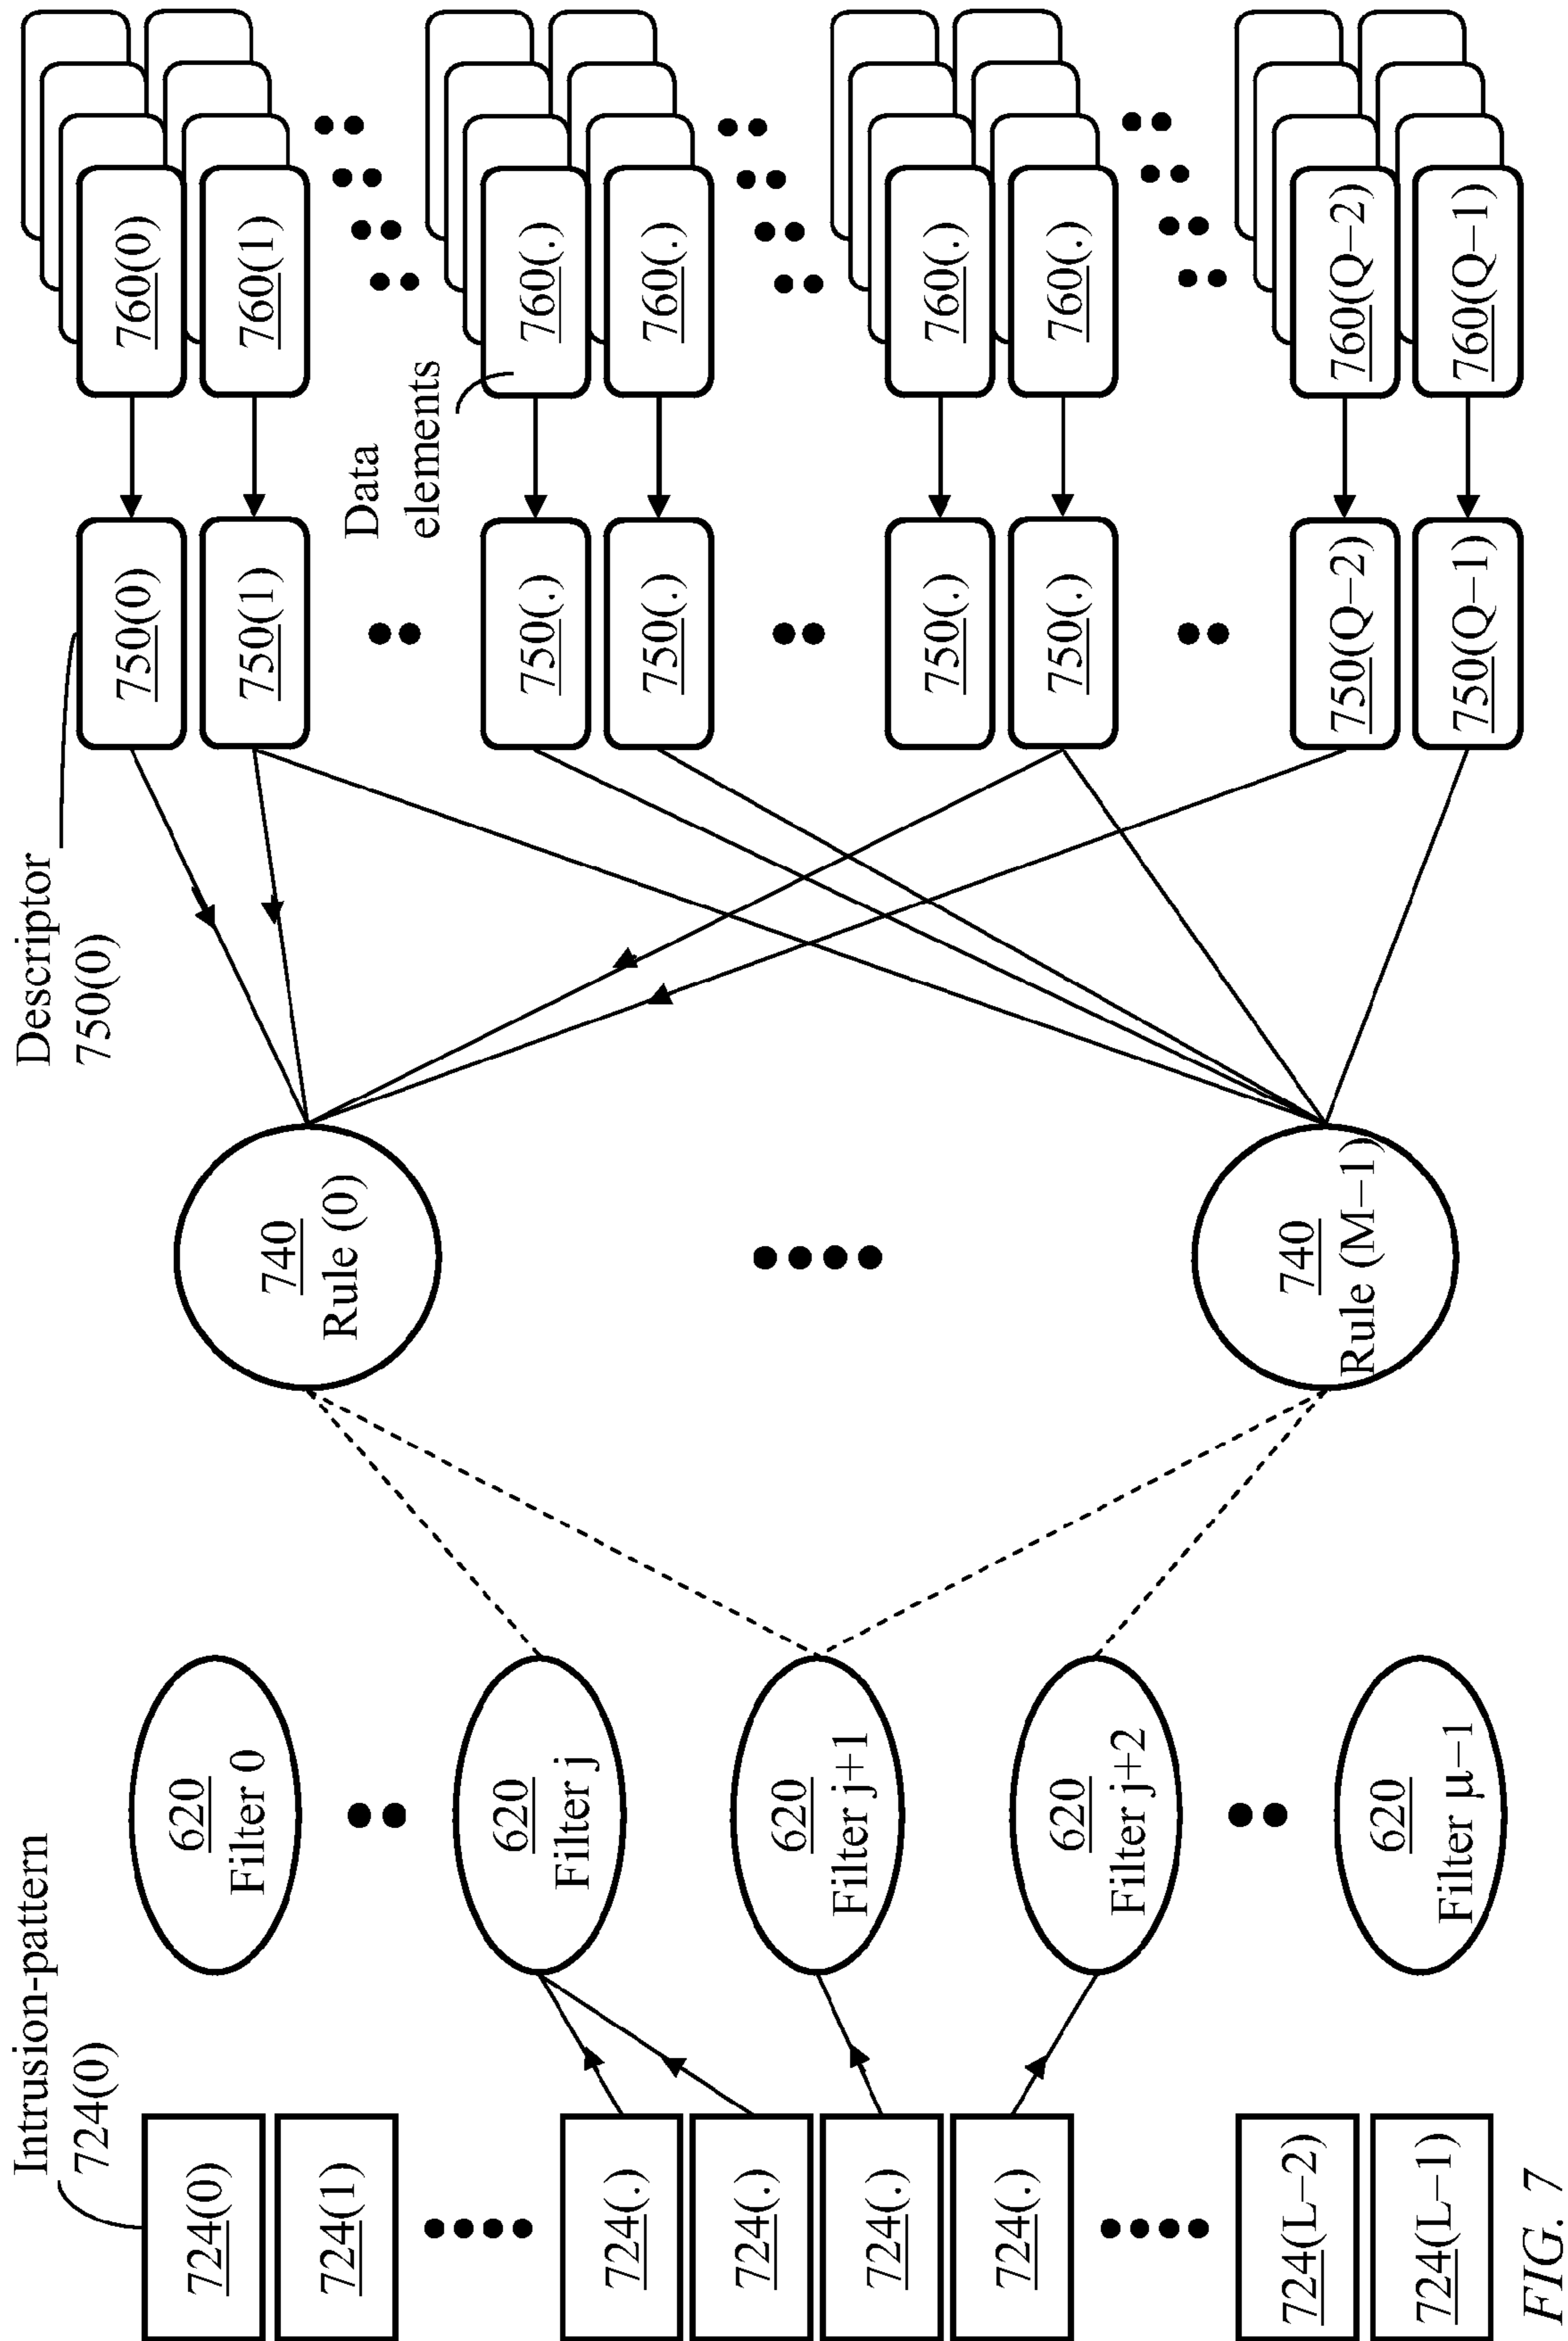 Intrusion-pattern
724(0)
724(0)
724(1)
724(.)
724(.)
724(.)
724(.)
724(L−2)
724(L−1)
620
Filter 0
620
Filter j
620
Filter j+1
620
Filter j+2
620
Filter µ−1
740
Rule (0)
740
Rule (M−1)
Descriptor
750(0)
750(0)
750(1)
750(.)
750(.)
750(.)
750(.)
750(Q−2)
750(Q−1)
Data
elements
760(0)
760(1)
760(.)
760(.)
760(.)
760(.)
760(Q−2)
760(Q−1)
FIG. 7